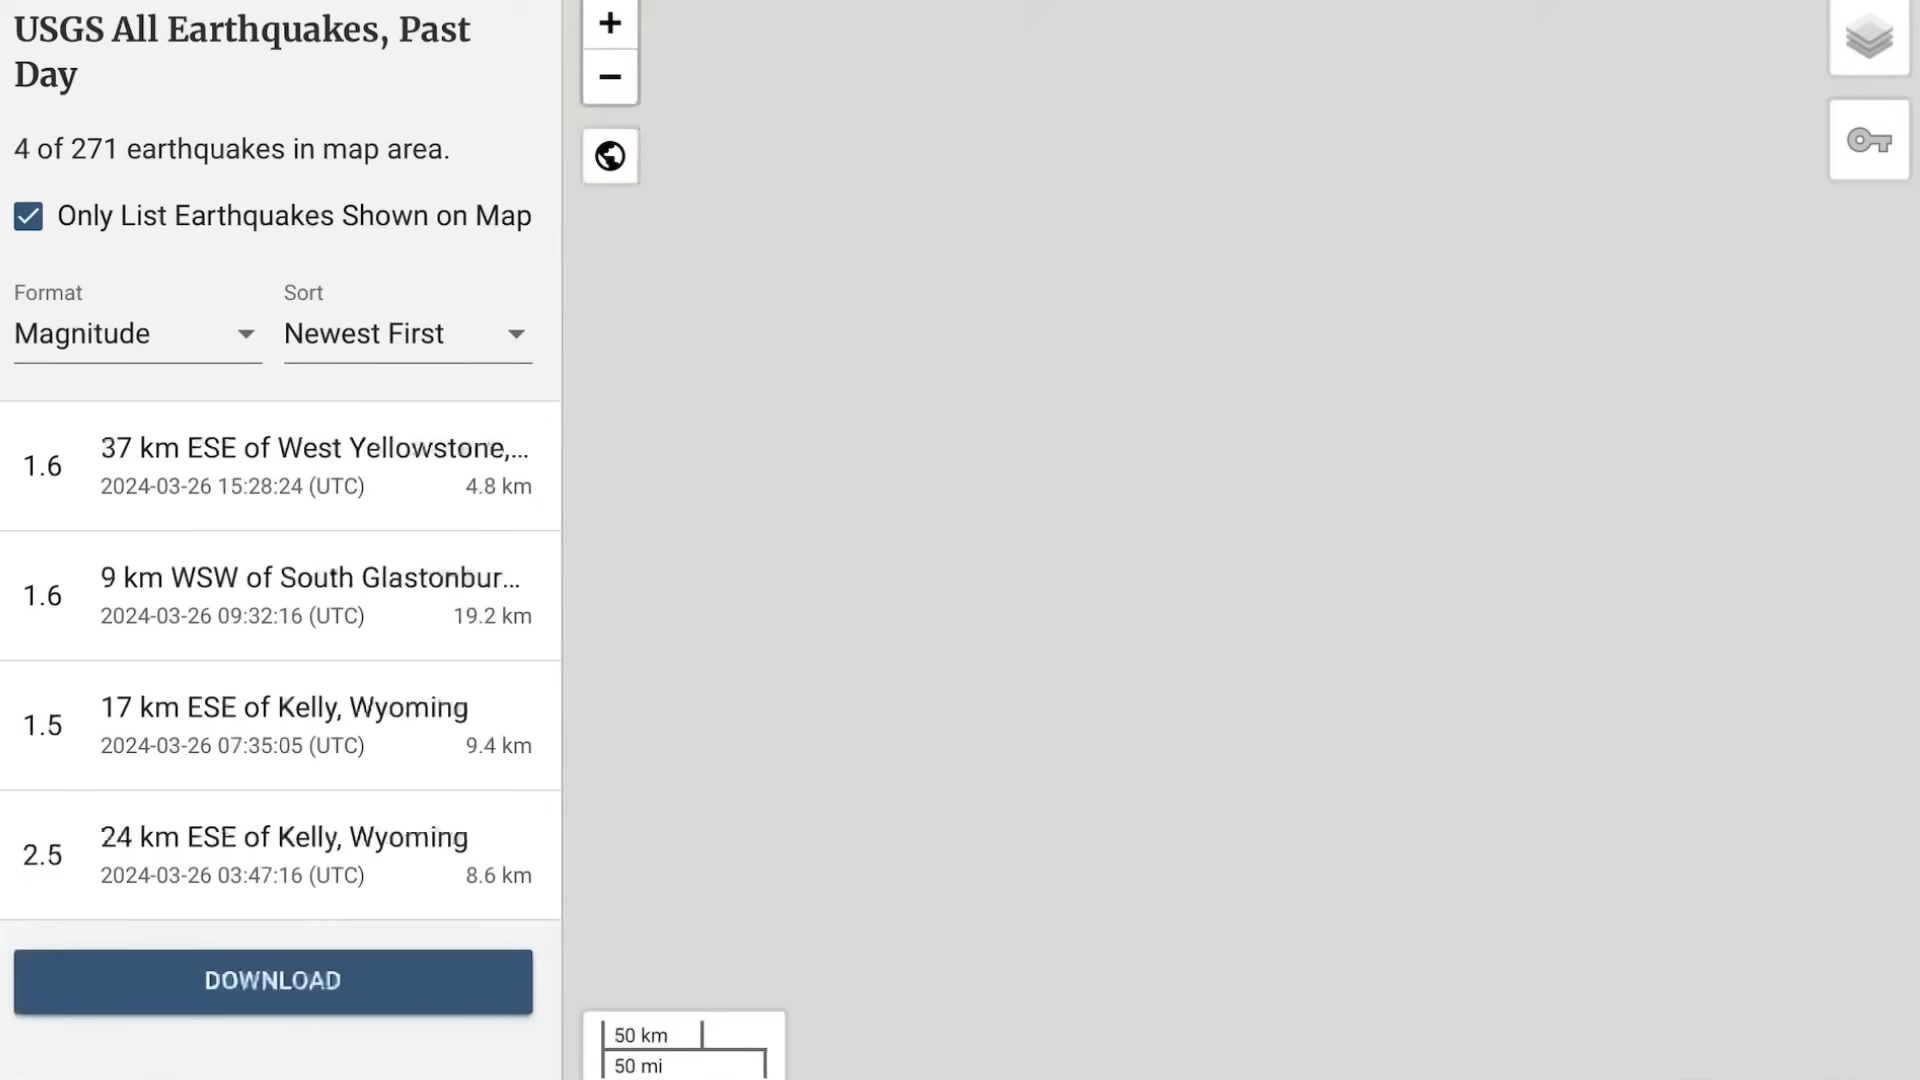 USGS All Earthquakes, Past
Day
4 of 271 earthquakes in map area.
Only List Earthquakes Shown on Map
Format
Sort
Magnitude
Newest First
1.6
37 km ESE of West Yellowstone,...
2024-03-26 15:28:24 (UTC)
4.8 km
1.6
9 km WSW of South Glastonbur...
2024-03-26 09:32:16 (UTC)
19.2 km
1.5
17 km ESE of Kelly, Wyoming
2024-03-26 07:35:05 (UTC)
9.4 km
2.5
24 km ESE of Kelly, Wyoming
2024-03-26 03:47:16 (UTC)
8.6 km
DOWNLOAD
+
−
50 km
50 mi